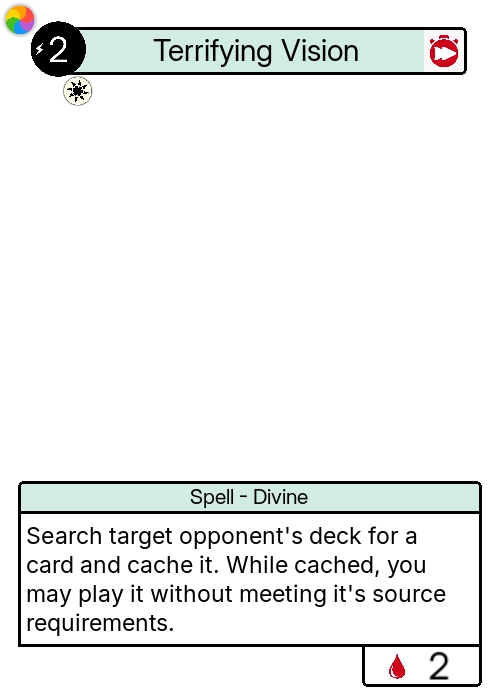 2
Terrifying Vision
Spell - Divine
Search target opponent's deck for a
card and cache it. While cached, you
may play it without meeting it's source
requirements.
2